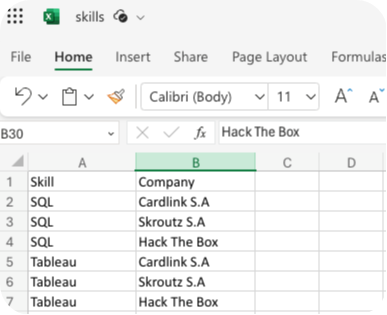 skills
File Home Insert Share Page Layout Formulas
Calibri (Body) 11 A A
B30 fx Hack The Box
A B C D
1 Skill Company
2 SQL Cardlink S.A
3 SQL Skroutz S.A
4 SQL Hack The Box
5 Tableau Cardlink S.A
6 Tableau Skroutz S.A
7 Tableau Hack The Box